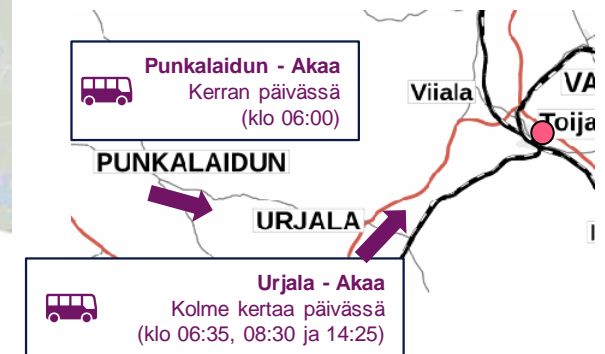 Punkalaidun - Akaa
Kerran päivässä
(klo 06:00)
Viiala
VA
Toija
PUNKALAIDUN
URJALA
Urjala - Akaa
Kolme kertaa päivässä
(klo 06:35, 08:30 ja 14:25)